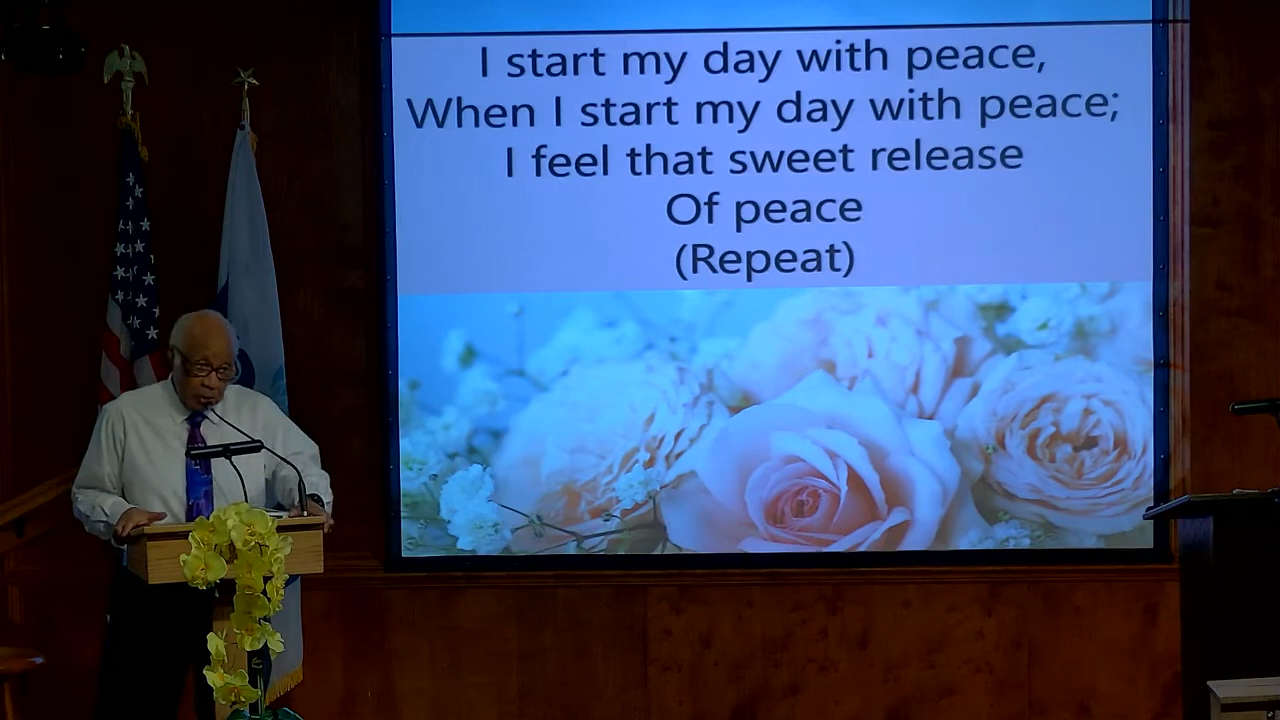 I start my day with peace,
When I start my day with peace;
I feel that sweet release
Of peace
(Repeat)